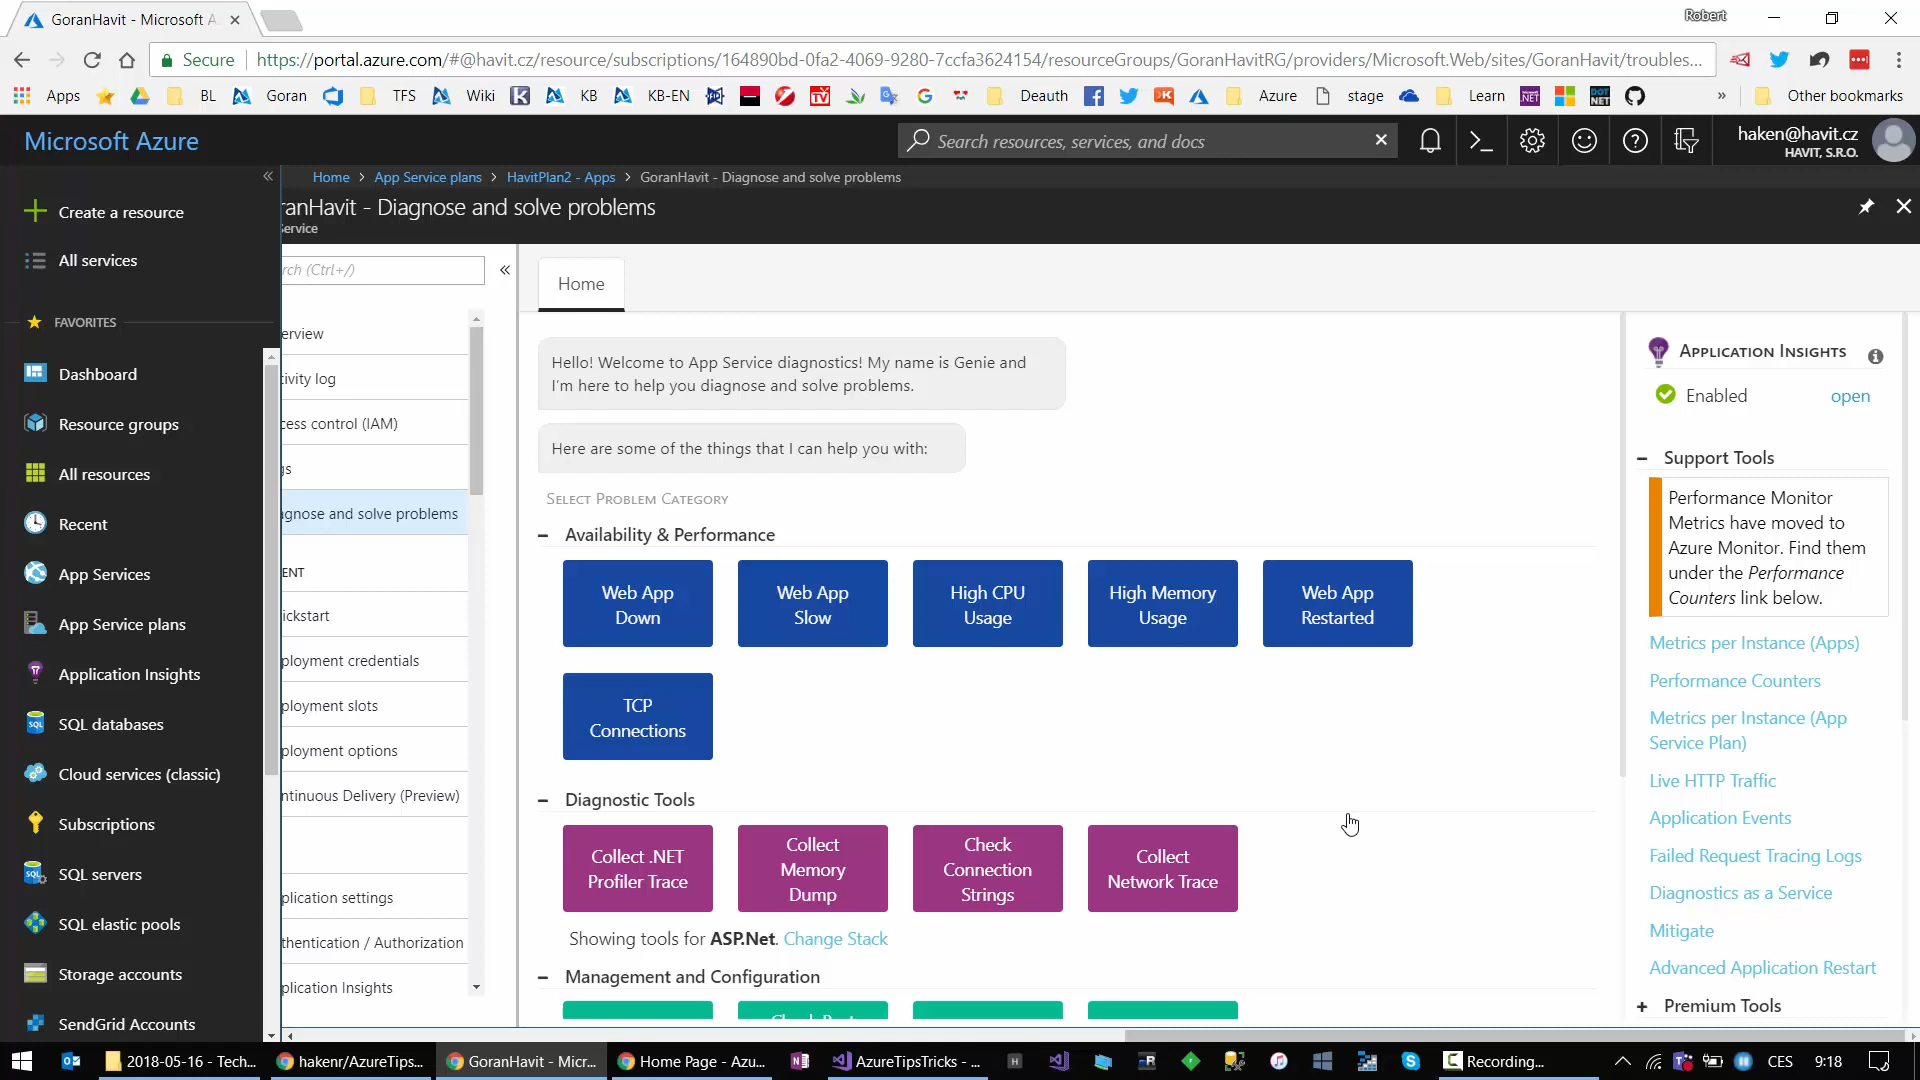 GoranHavit - Microsoft A
Robert
Secure
https://portal.azure.com/#@havit.cz/resource/subscriptions/164890bd-0fa2-4069-9280-7ccfa3624154/resourceGroups/GoranHavitRG/providers/Microsoft.Web/sites/GoranHavit/troubles...
Apps BL Goran TFS Wiki KB KB-EN Deauth Azure stage Learn » Other bookmarks
Microsoft Azure
Search resources, services, and docs
haken@havit.cz
HAVIT, S.R.O.
Home > App Service plans > HavitPlan2 - Apps > GoranHavit - Diagnose and solve problems
ranHavit - Diagnose and solve problems
Service
Create a resource
All services
FAVORITES
Dashboard
Resource groups
All resources
Recent
App Services
App Service plans
Application Insights
SQL databases
Cloud services (classic)
Subscriptions
SQL servers
SQL elastic pools
Storage accounts
SendGrid Accounts
rch (Ctrl+/)
erview
tivity log
cess control (IAM)
gs
agnose and solve problems
ENT
ickstart
ployment credentials
ployment slots
ployment options
ntinuous Delivery (Preview)
plication settings
thentication / Authorization
plication Insights
Home
Hello! Welcome to App Service diagnostics! My name is Genie and
I'm here to help you diagnose and solve problems.
Here are some of the things that I can help you with:
SELECT PROBLEM CATEGORY
Availability & Performance
Web App
Down
Web App
Slow
High CPU
Usage
High Memory
Usage
Web App
Restarted
TCP
Connections
Diagnostic Tools
Collect .NET
Profiler Trace
Collect
Memory
Dump
Check
Connection
Strings
Collect
Network Trace
Showing tools for ASP.Net. Change Stack
Management and Configuration
APPLICATION INSIGHTS
Enabled open
Support Tools
Performance Monitor
Metrics have moved to
Azure Monitor. Find them
under the Performance
Counters link below.
Metrics per Instance (Apps)
Performance Counters
Metrics per Instance (App
Service Plan)
Live HTTP Traffic
Application Events
Failed Request Tracing Logs
Diagnostics as a Service
Mitigate
Advanced Application Restart
Premium Tools
2018-05-16 - Tech...
hakenr/AzureTips...
GoranHavit - Micr...
Home Page - Azu...
AzureTipsTricks - ...
Recording...
CES
9:18